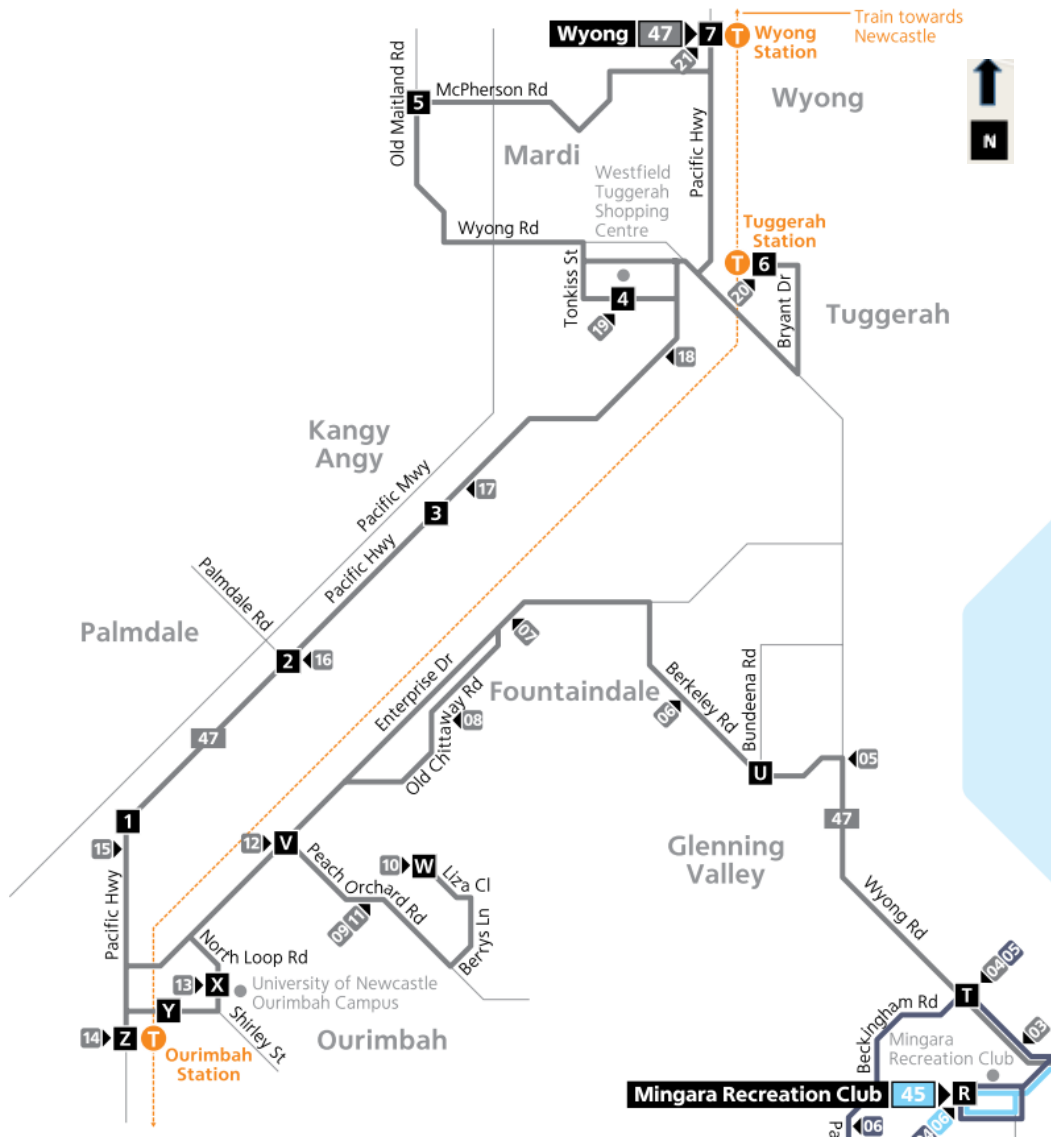 Train towards
Newcastle
Wyong 47 7 T Wyong
Station
21
Wyong
N
Old Maitland Rd
5
McPherson Rd
Mardi
Pacific Hwy
Westfield
Tuggerah
Shopping
Centre
Wyong Rd
Tuggerah
Station
T 6
20
Bryant Dr
Tonkiss St
4
19
Tuggerah
18
Kangy
Angy
Pacific Mwy
17
3
Pacific Hwy
Palmdale Rd
Palmdale
2 16
07
Enterprise Dr
Fountaindale
Old Chittaway Rd
08
06
Berkeley Rd
Bundeena Rd
47
U
05
1
15
47
12 V
Peach Orchard Rd
10 W
Liza Cl
Berrys Ln
09 11
Glenning
Valley
Pacific Hwy
Wyong Rd
North Loop Rd
13 X
University of Newcastle
Ourimbah Campus
Y
Shirley St
14 Z T
Ourimbah
Station
Ourimbah
04 05
T
Beckingham Rd
03
Mingara
Recreation Club
Mingara Recreation Club 45 R
06
04 06
Pa